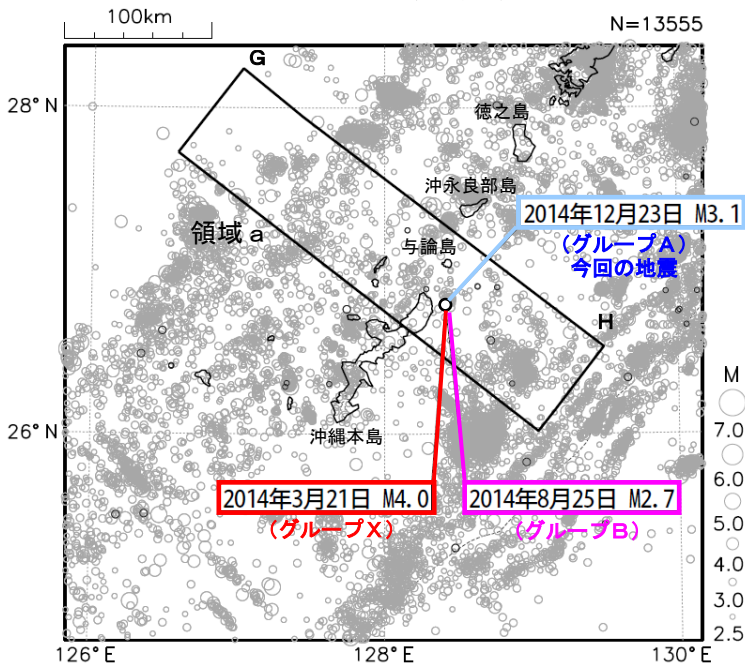 100km
N=13555
G
28°N
徳之島
沖永良部島
2014年12月23日 M3.1
(グループA)
今回の地震
領域a
与論島
H
M
7.0
6.0
5.0
4.0
3.0
2.5
26°N
沖縄本島
2014年3月21日 M4.0
(グループX)
2014年8月25日 M2.7
(グループB)
126°E
128°E
130°E